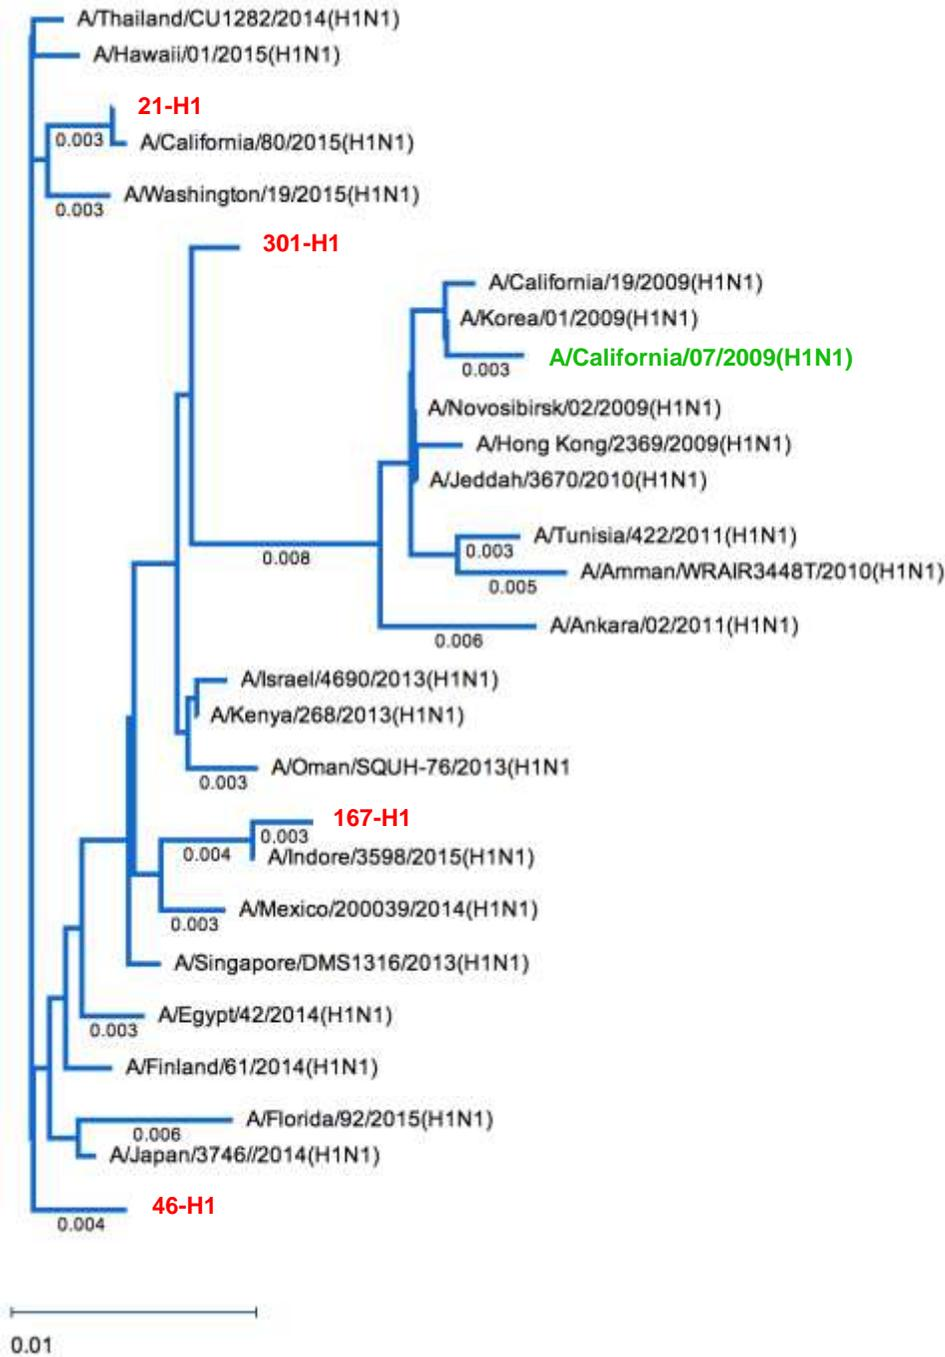 A/Thailand/CU1282/2014(H1N1)
A/Hawaii/01/2015(H1N1)
21-H1
0.003
A/California/80/2015(H1N1)
A/Washington/19/2015(H1N1)
0.003
301-H1
A/California/19/2009(H1N1)
A/Korea/01/2009(H1N1)
A/California/07/2009(H1N1)
0.003
A/Novosibirsk/02/2009(H1N1)
A/Hong Kong/2369/2009(H1N1)
A/Jeddah/3670/2010(H1N1)
A/Tunisia/422/2011(H1N1)
0.003
0.008
A/Amman/WRAIR3448T/2010(H1N1)
0.005
A/Ankara/02/2011(H1N1)
0.006
A/Israel/4690/2013(H1N1)
A/Kenya/268/2013(H1N1)
A/Oman/SQUH-76/2013(H1N1
0.003
167-H1
0.003
0.004
A/Indore/3598/2015(H1N1)
A/Mexico/200039/2014(H1N1)
0.003
A/Singapore/DMS1316/2013(H1N1)
A/Egypt/42/2014(H1N1)
0.003
A/Finland/61/2014(H1N1)
A/Florida/92/2015(H1N1)
0.006
A/Japan/3746//2014(H1N1)
46-H1
0.004
0.01